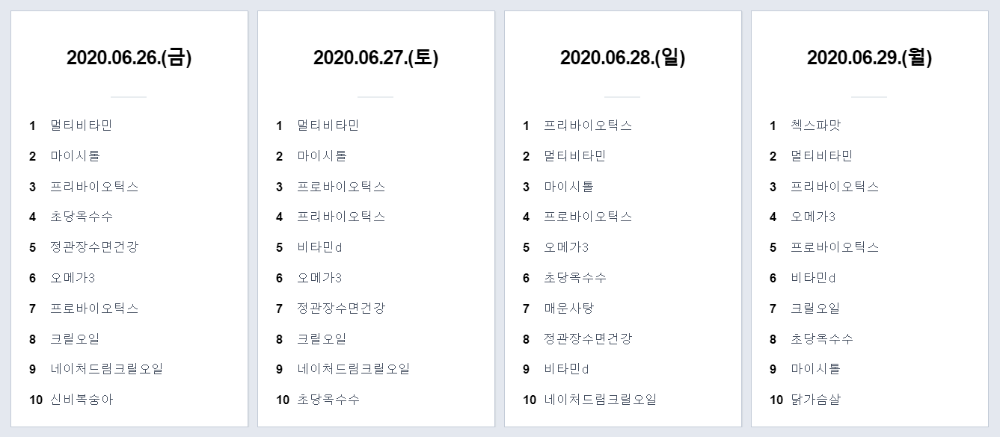 2020.06.26.(금)
1 멀티비타민
2 마이시톨
3 프리바이오틱스
4 초당옥수수
5 정관장수면건강
6 오메가3
7 프로바이오틱스
8 크릴오일
9 네이처드림크릴오일
10 신비복숭아
2020.06.27.(토)
1 멀티비타민
2 마이시톨
3 프로바이오틱스
4 프리바이오틱스
5 비타민d
6 오메가3
7 정관장수면건강
8 크릴오일
9 네이처드림크릴오일
10 초당옥수수
2020.06.28.(일)
1 프리바이오틱스
2 멀티비타민
3 마이시톨
4 프로바이오틱스
5 오메가3
6 초당옥수수
7 매운사탕
8 정관장수면건강
9 비타민d
10 네이처드림크릴오일
2020.06.29.(월)
1 첵스파맛
2 멀티비타민
3 프리바이오틱스
4 오메가3
5 프로바이오틱스
6 비타민d
7 크릴오일
8 초당옥수수
9 마이시톨
10 닭가슴살